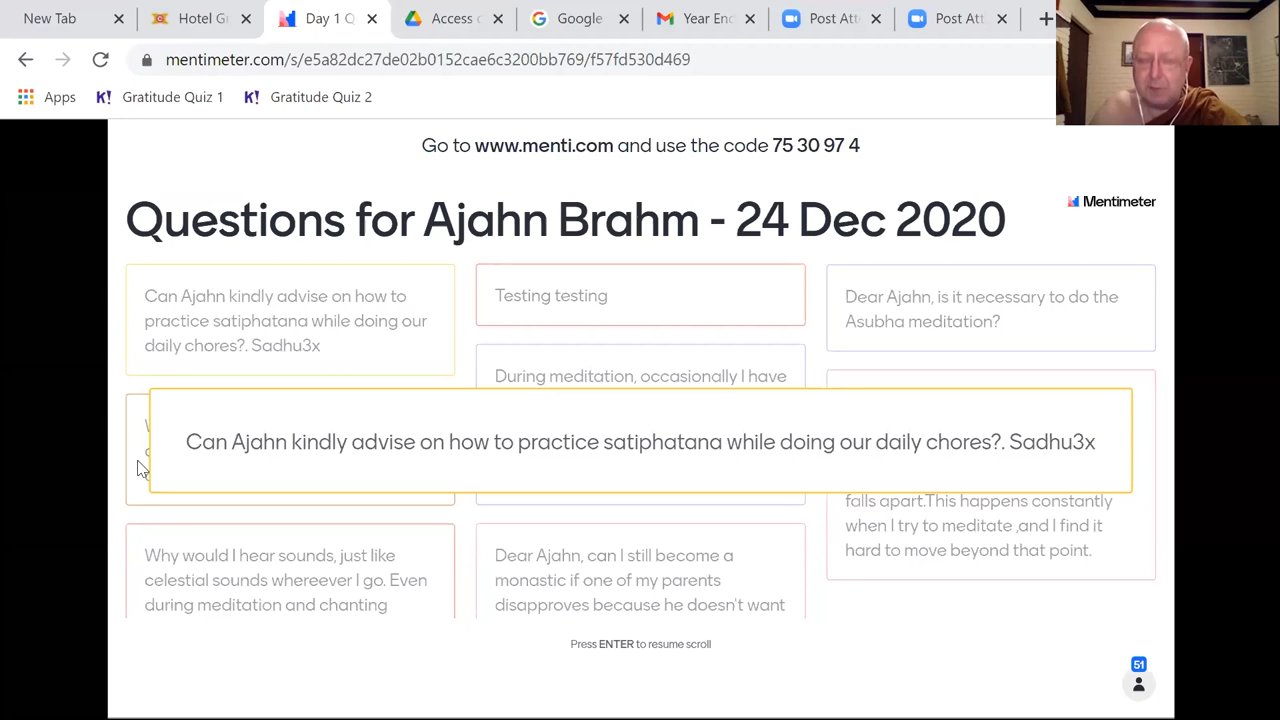 New Tab
Hotel Gr
Day 1 Q
Access
Google
Year End
Post Att
Post Att
mentimeter.com/s/e5a82dc27de02b0152cae6c3200bb769/f57fd530d469
Apps
K! Gratitude Quiz 1
K! Gratitude Quiz 2
Go to www.menti.com and use the code 75 30 97 4
Questions for Ajahn Brahm - 24 Dec 2020
Mentimeter
Can Ajahn kindly advise on how to
practice satiphatana while doing our
daily chores?. Sadhu3x
Testing testing
Dear Ajahn, is it necessary to do the
Asubha meditation?
During meditation, occasionally I have
Can Ajahn kindly advise on how to practice satiphatana while doing our daily chores?. Sadhu3x
falls apart.This happens constantly
when I try to meditate ,and I find it
hard to move beyond that point.
Why would I hear sounds, just like
celestial sounds whereever I go. Even
during meditation and chanting
Dear Ajahn, can I still become a
monastic if one of my parents
disapproves because he doesn't want
Press ENTER to resume scroll
51